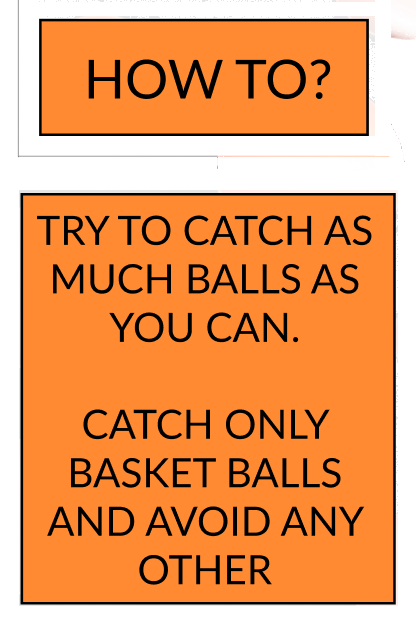 HOW TO?
TRY TO CATCH AS
MUCH BALLS AS
YOU CAN.
CATCH ONLY
BASKET BALLS
AND AVOID ANY
OTHER